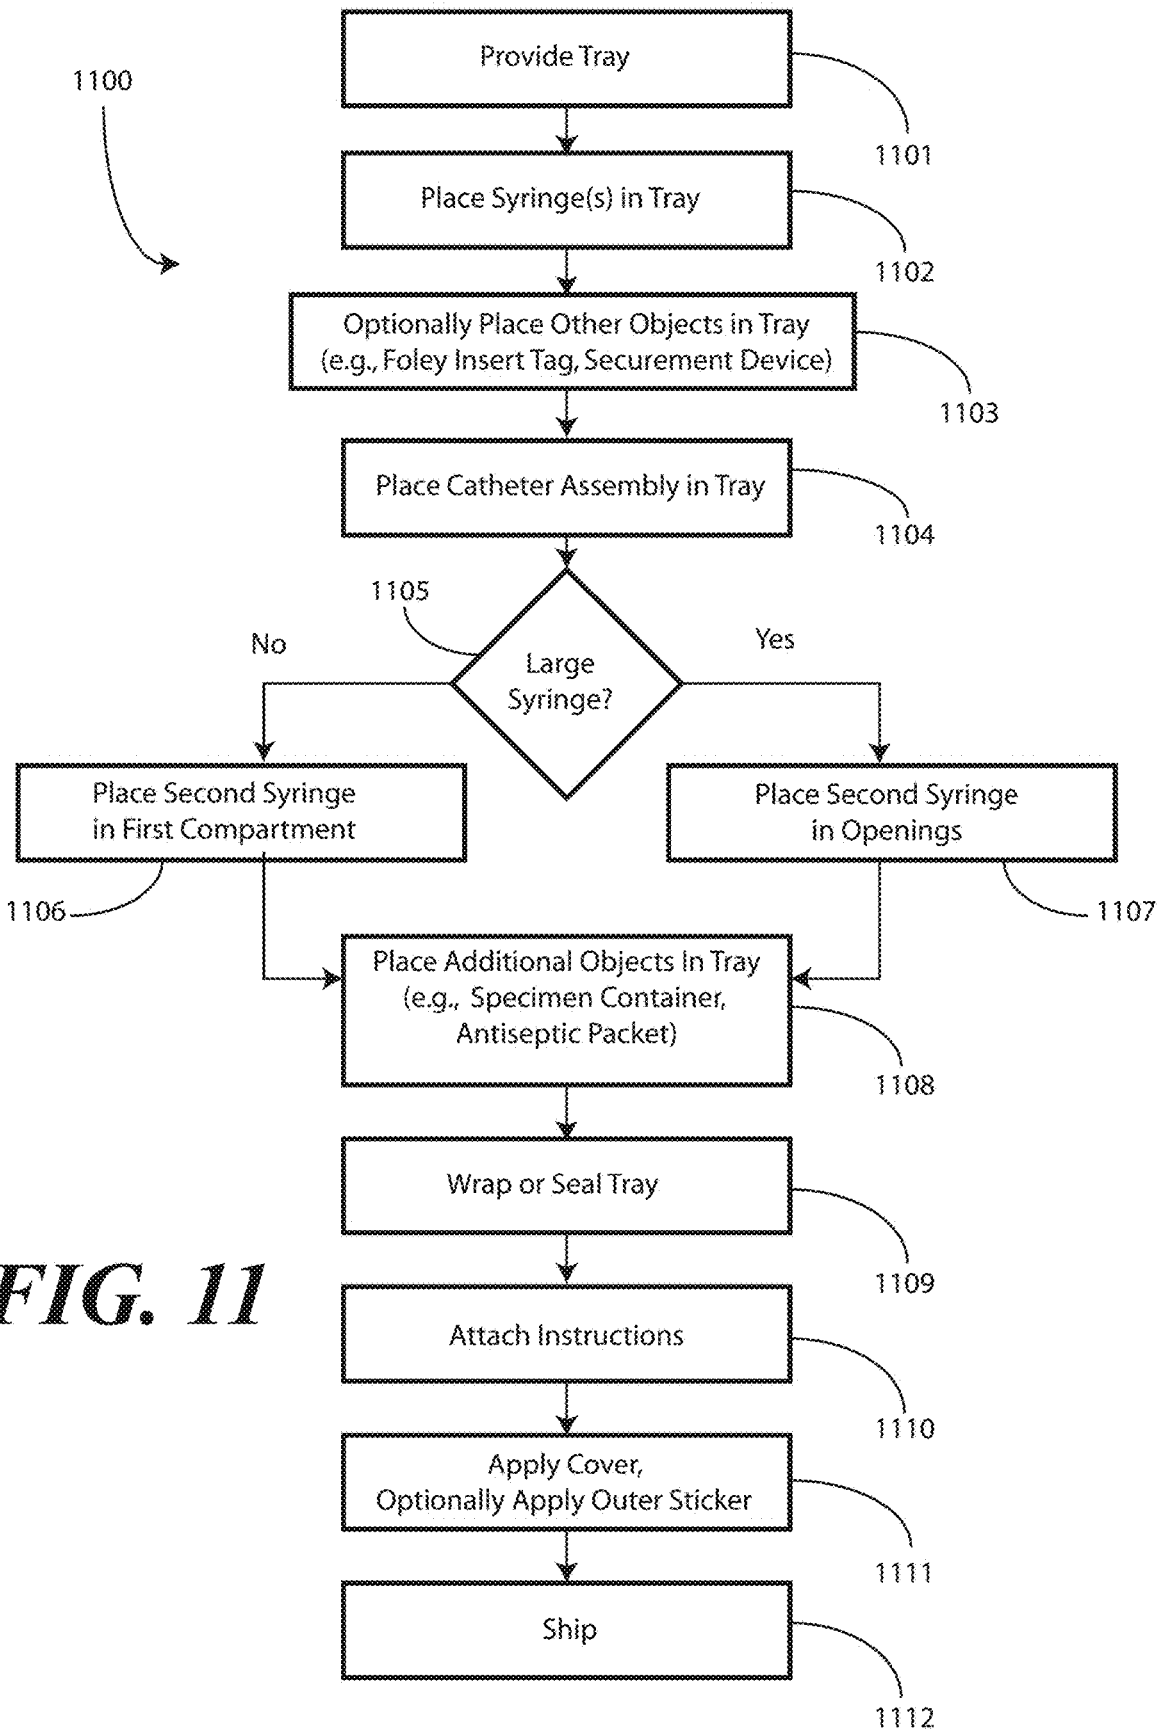 Provide Tray
1100
1101
Place Syringe(s) in Tray
1102
Optionally Place Other Objects in Tray
(e.g., Foley Insert Tag, Securement Device)
1103
Place Catheter Assembly in Tray
1104
1105
No
Yes
Large
Syringe?
Place Second Syringe
in First Compartment
Place Second Syringe
in Openings
1106
1107
Place Additional Objects In Tray
(e.g., Specimen Container,
Antiseptic Packet)
1108
Wrap or Seal Tray
1109
FIG. 11
Attach Instructions
1110
Apply Cover,
Optionally Apply Outer Sticker
1111
Ship
1112